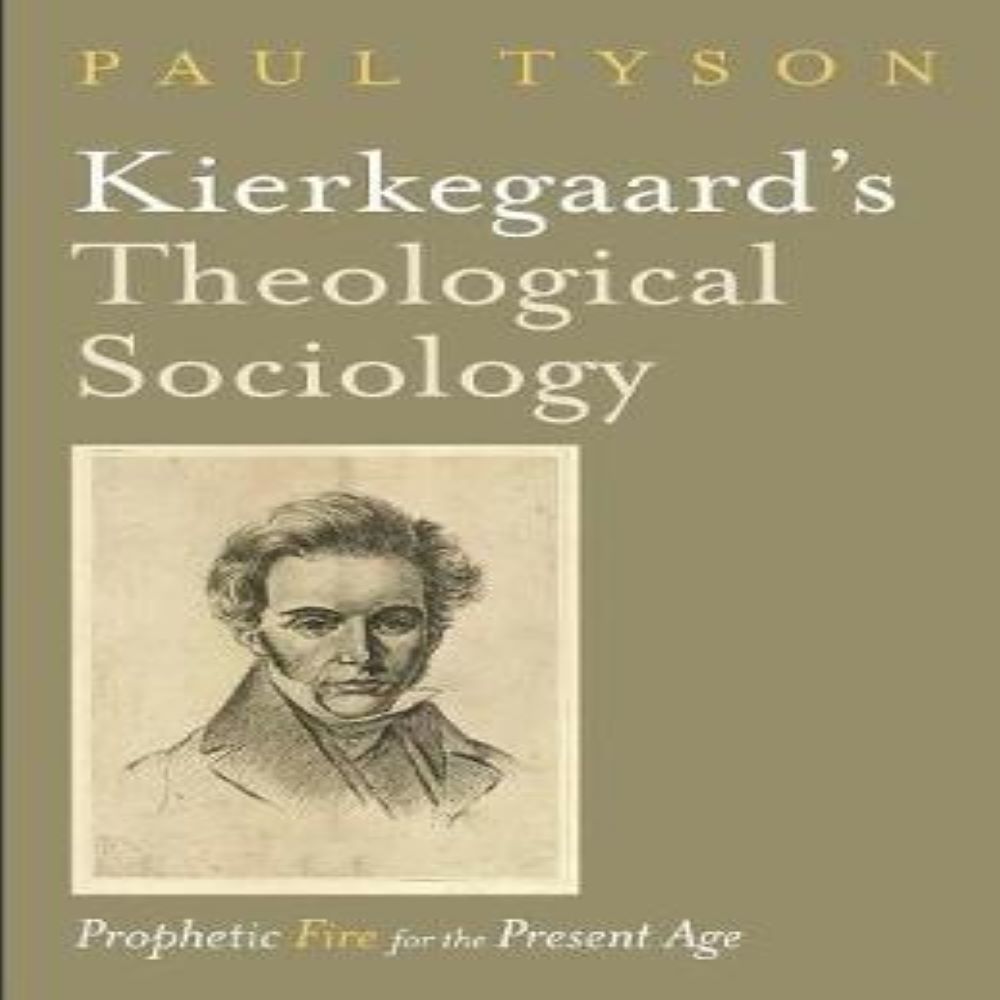 PAUL TYSON
Kierkegaard's
Theological
Sociology
Prophetic Fire for the Present Age